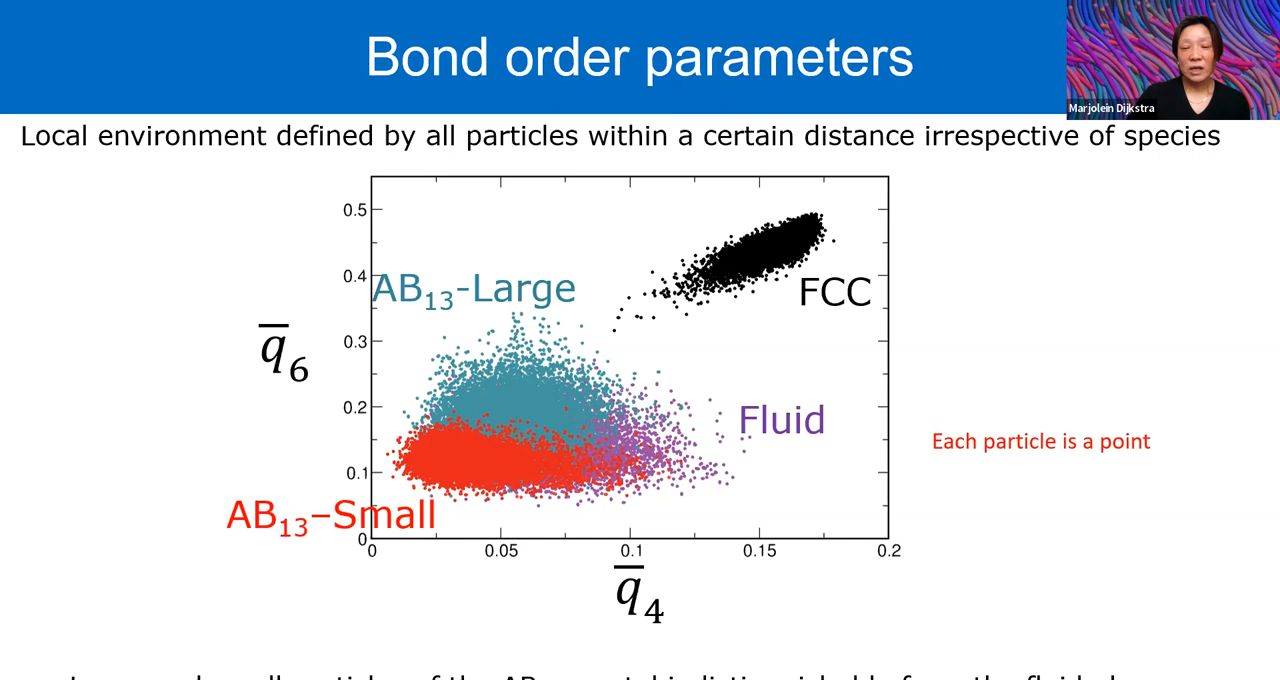 Bond order parameters
Marjolein Dijkstra
Local environment defined by all particles within a certain distance irrespective of species
0.5
0.4
0.3
0.2
0.1
0
AB13-Large
FCC
q̅6
Fluid
Each particle is a point
AB13–Small
0 0.05 0.1 0.15 0.2
q̅4